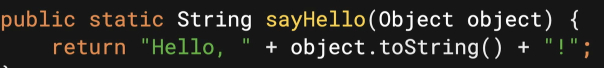 public static String sayHello(Object object) {
    return "Hello, " + object.toString() + "!";